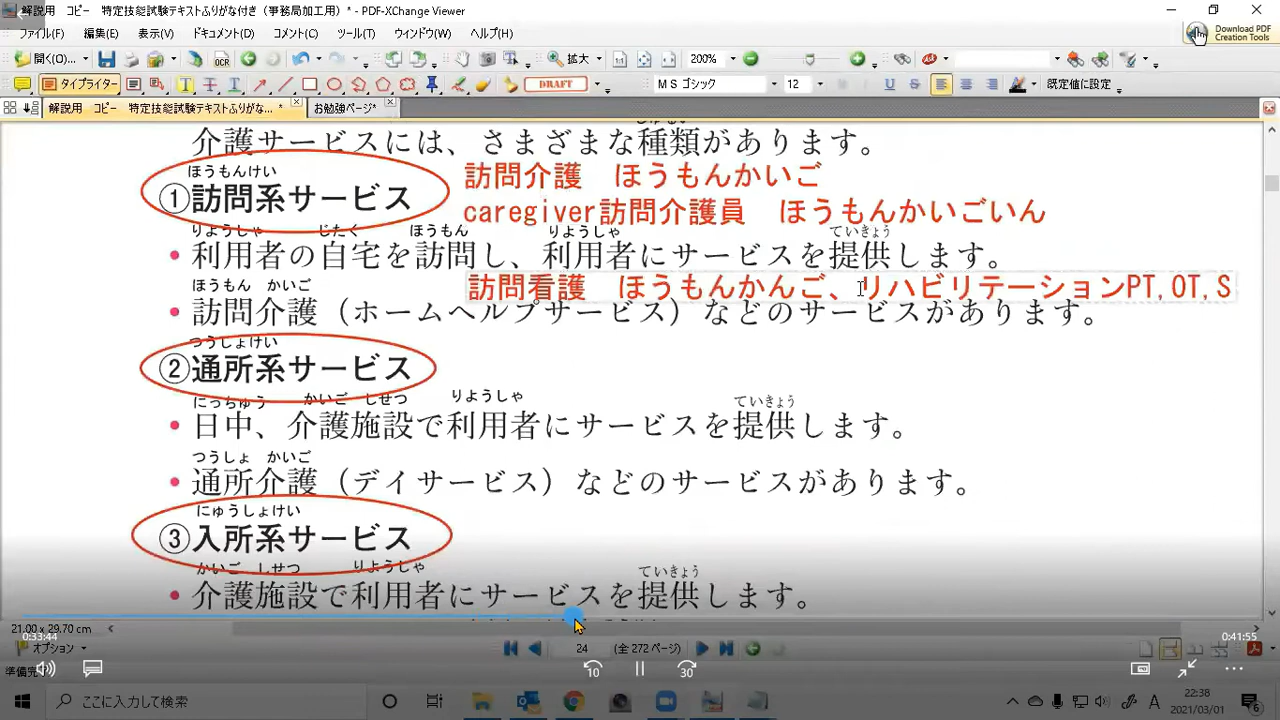 解説用 コピー 特定技能試験テキストふりがな付き（事務局加工用）* - PDF-XChange Viewer
ファイル(F) 編集(E) 表示(V) ドキュメント(D) コメント(C) ツール(T) ウィンドウ(W) ヘルプ(H)
Download PDF
Creation Tools
開く(O)... OCR 拡大 200%
タイプライター DRAFT MS ゴシック 12 既定値に設定
解説用 コピー 特定技能試験テキストふりがな... * お勉強ページ*
介護サービスには、さまざまな種類があります。
ほうもんけい
①訪問系サービス
訪問介護 ほうもんかいご
caregiver訪問介護員 ほうもんかいごいん
りようしゃ じたく ほうもん りようしゃ ていきょう
・利用者の自宅を訪問し、利用者にサービスを提供します。
訪問看護 ほうもんかんご、リハビリテーションPT,OT,S
ほうもん かいご
・訪問介護（ホームヘルプサービス）などのサービスがあります。
つうしょけい
②通所系サービス
にっちゅう かいご しせつ りようしゃ ていきょう
・日中、介護施設で利用者にサービスを提供します。
つうしょ かいご
・通所介護（デイサービス）などのサービスがあります。
にゅうしょけい
③入所系サービス
かいご しせつ りようしゃ ていきょう
・介護施設で利用者にサービスを提供します。
21.00 x 29.70 cm
0:33:44 0:41:55
オプション 24 (全 272 ページ)
準備完
10 30
ここに入力して検索
A 22:38
2021/03/01 6